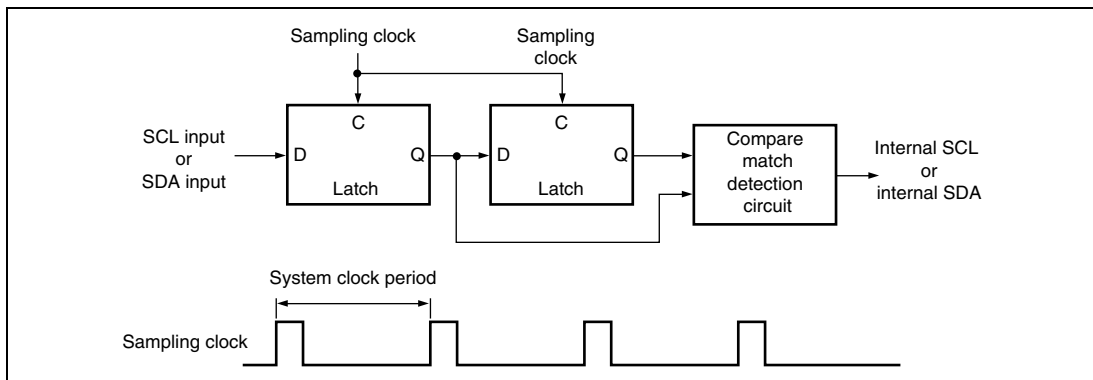 Sampling clock
Sampling
clock
SCL input
or
SDA input
C
D
Q
Latch
C
D
Q
Latch
Compare
match
detection
circuit
Internal SCL
or
internal SDA
System clock period
Sampling clock